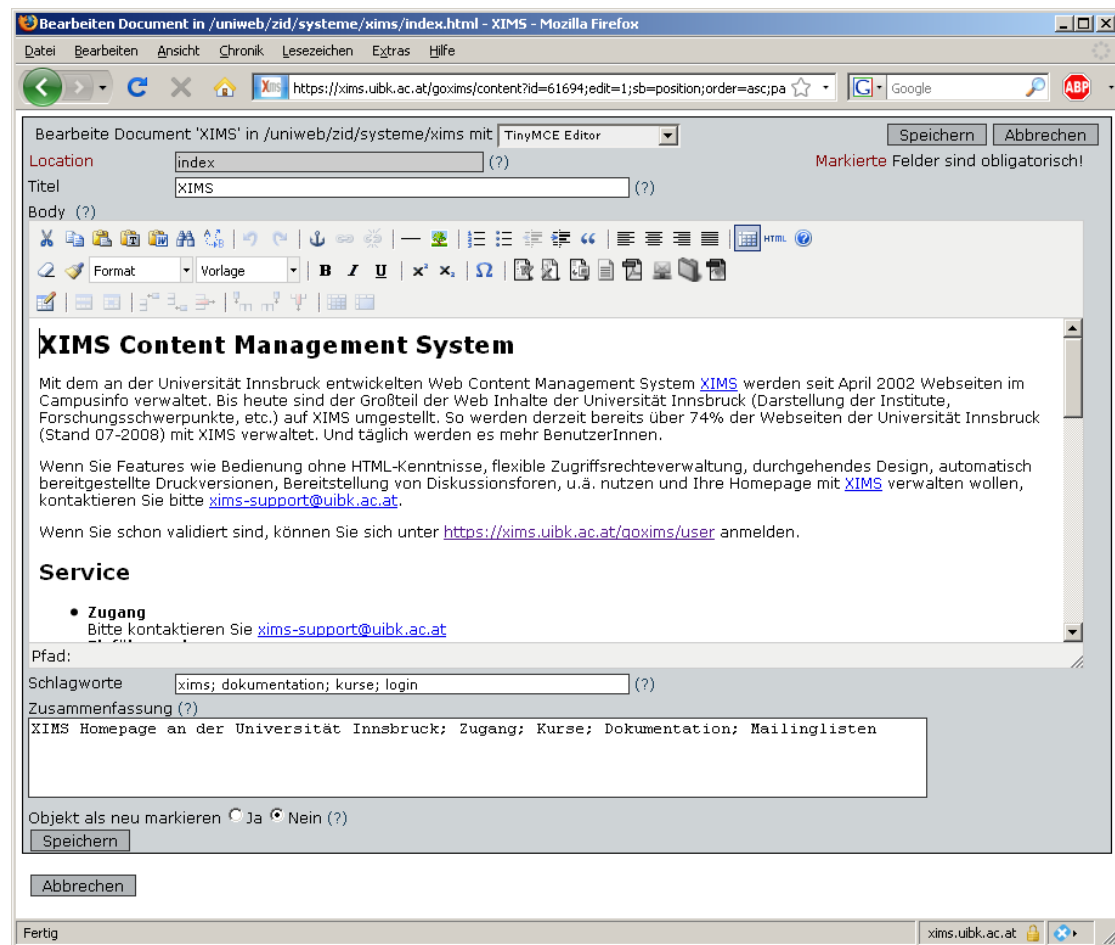 Bearbeiten Document in /uniweb/zid/systeme/xims/index.html - XIMS - Mozilla Firefox
Datei Bearbeiten Ansicht Chronik Lesezeichen Extras Hilfe
XIMS https://xims.uibk.ac.at/goxims/content?id=61694;edit=1;sb=position;order=asc;pa G Google ABP
Bearbeite Document 'XIMS' in /uniweb/zid/systeme/xims mit TinyMCE Editor Speichern Abbrechen
Location index (?) Markierte Felder sind obligatorisch!
Titel XIMS (?)
Body (?)
HTML
Format Vorlage B I U x² x₂ Ω
XIMS Content Management System
Mit dem an der Universität Innsbruck entwickelten Web Content Management System XIMS werden seit April 2002 Webseiten im
Campusinfo verwaltet. Bis heute sind der Großteil der Web Inhalte der Universität Innsbruck (Darstellung der Institute,
Forschungsschwerpunkte, etc.) auf XIMS umgestellt. So werden derzeit bereits über 74% der Webseiten der Universität Innsbruck
(Stand 07-2008) mit XIMS verwaltet. Und täglich werden es mehr BenutzerInnen.
Wenn Sie Features wie Bedienung ohne HTML-Kenntnisse, flexible Zugriffsrechteverwaltung, durchgehendes Design, automatisch
bereitgestellte Druckversionen, Bereitstellung von Diskussionsforen, u.ä. nutzen und Ihre Homepage mit XIMS verwalten wollen,
kontaktieren Sie bitte xims-support@uibk.ac.at.
Wenn Sie schon validiert sind, können Sie sich unter https://xims.uibk.ac.at/goxims/user anmelden.
Service
• Zugang
Bitte kontaktieren Sie xims-support@uibk.ac.at
Pfad:
Schlagworte xims; dokumentation; kurse; login (?)
Zusammenfassung (?)
XIMS Homepage an der Universität Innsbruck; Zugang; Kurse; Dokumentation; Mailinglisten
Objekt als neu markieren Ja Nein (?)
Speichern
Abbrechen
Fertig xims.uibk.ac.at